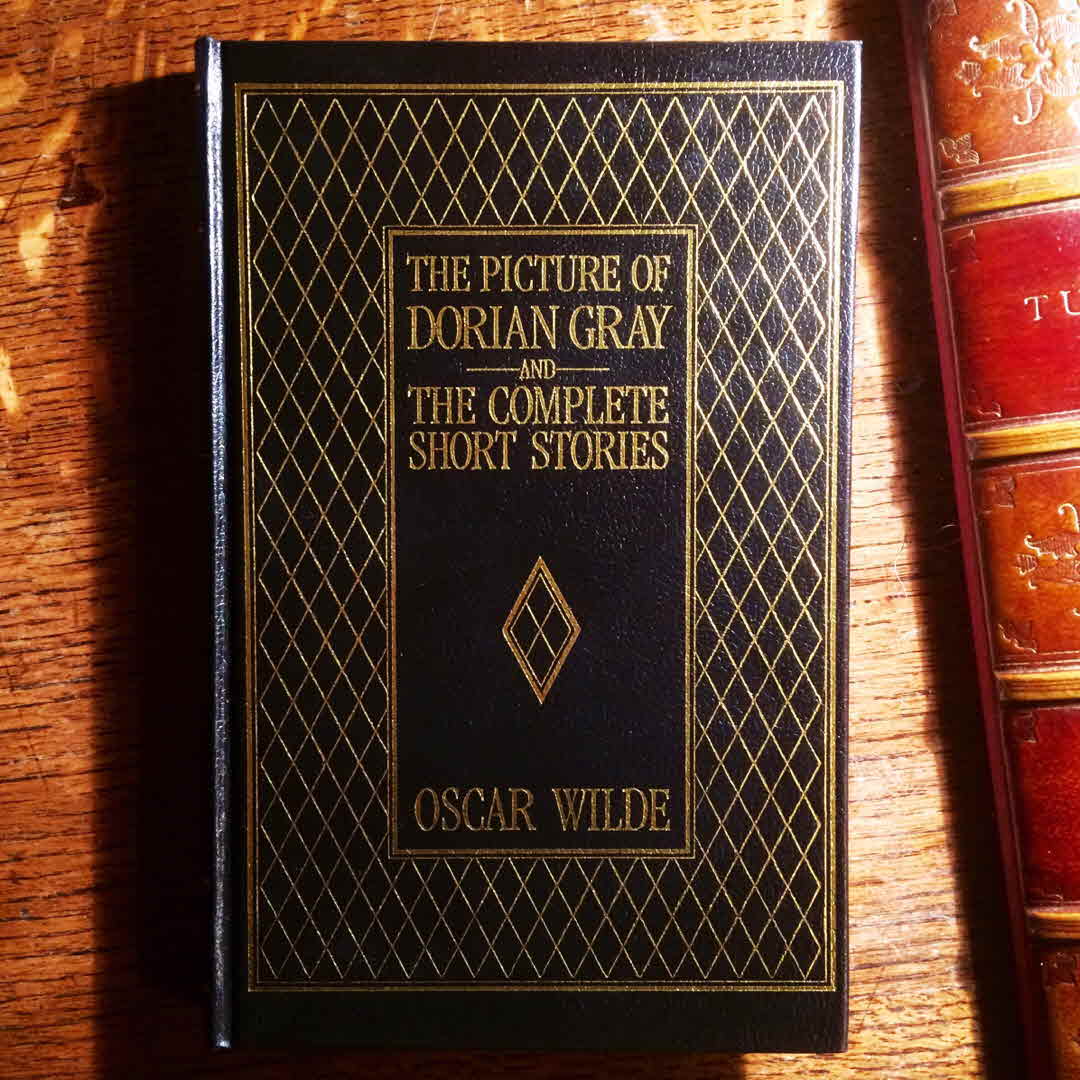 THE PICTURE OF
DORIAN GRAY
AND
THE COMPLETE
SHORT STORIES
OSCAR WILDE